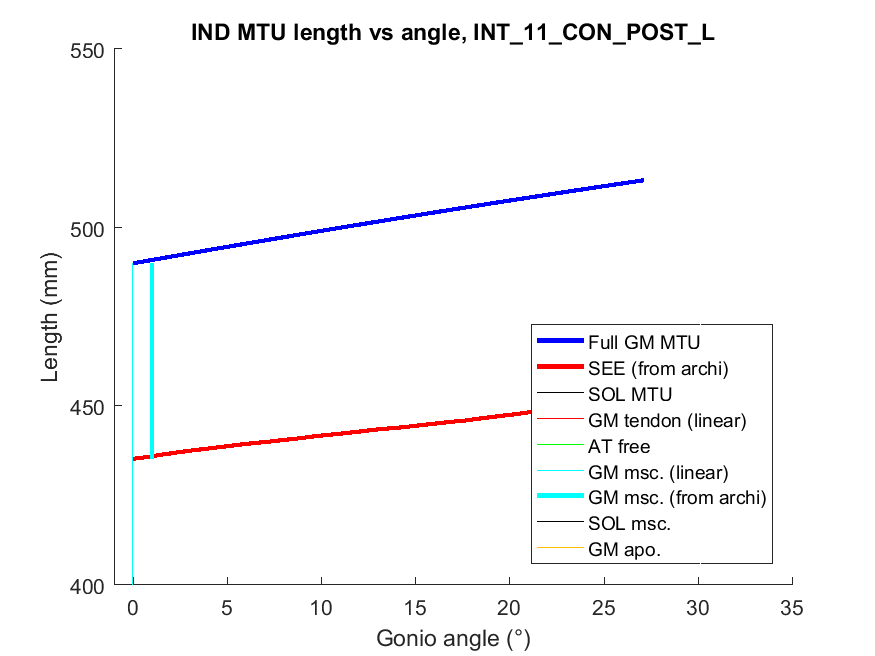 IND MTU length vs angle, INT_11_CON_POST_L
550
500
450
400
Length (mm)
0
5
10
15
20
25
30
35
Gonio angle (°)
Full GM MTU
SEE (from archi)
SOL MTU
GM tendon (linear)
AT free
GM msc. (linear)
GM msc. (from archi)
SOL msc.
GM apo.